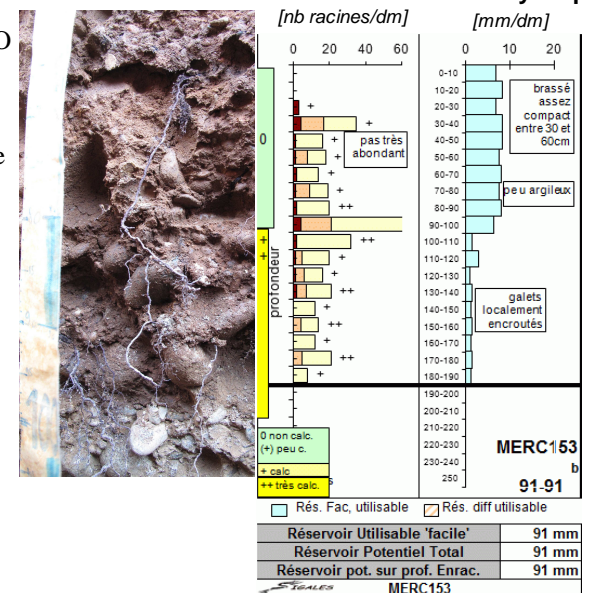 [nb racines/dm]
[mm/dm]
0 20 40 60
0 10 20
0-10
10-20
20-30
30-40
40-50
50-60
60-70
70-80
80-90
90-100
100-110
110-120
120-130
130-140
140-150
150-160
160-170
170-180
180-190
190-200
200-210
210-220
220-230
230-240
250
+
+
+
+
+
+
++
++
+
+
++
+
++
+
++
+
0
+
+
profondeur
pas très
abondant
brassé
assez
compact
entre 30 et
60cm
peu argileux
galets
localement
encroutés
0 non calc.
(+) peu c.
+ calc
++ très calc.
MERC153
b
91-91
Rés. Fac, utilisable
Rés. diff utilisable
Réservoir Utilisable 'facile' 91 mm
Réservoir Potentiel Total 91 mm
Réservoir pot. sur prof. Enrac. 91 mm
SIGALES MERC153